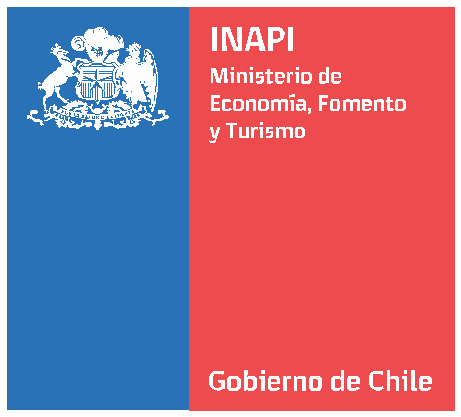 INAPI
Ministerio de
Economía, Fomento
y Turismo
Gobierno de Chile